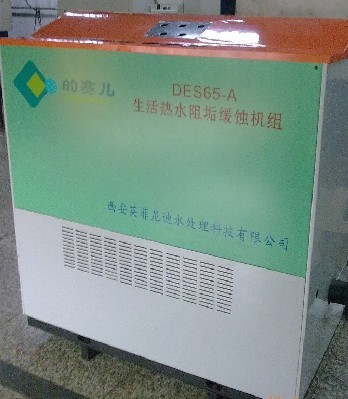 的赛儿
DES65-A
生活热水阻垢缓蚀机组
西安英菲尼迪水处理科技有限公司